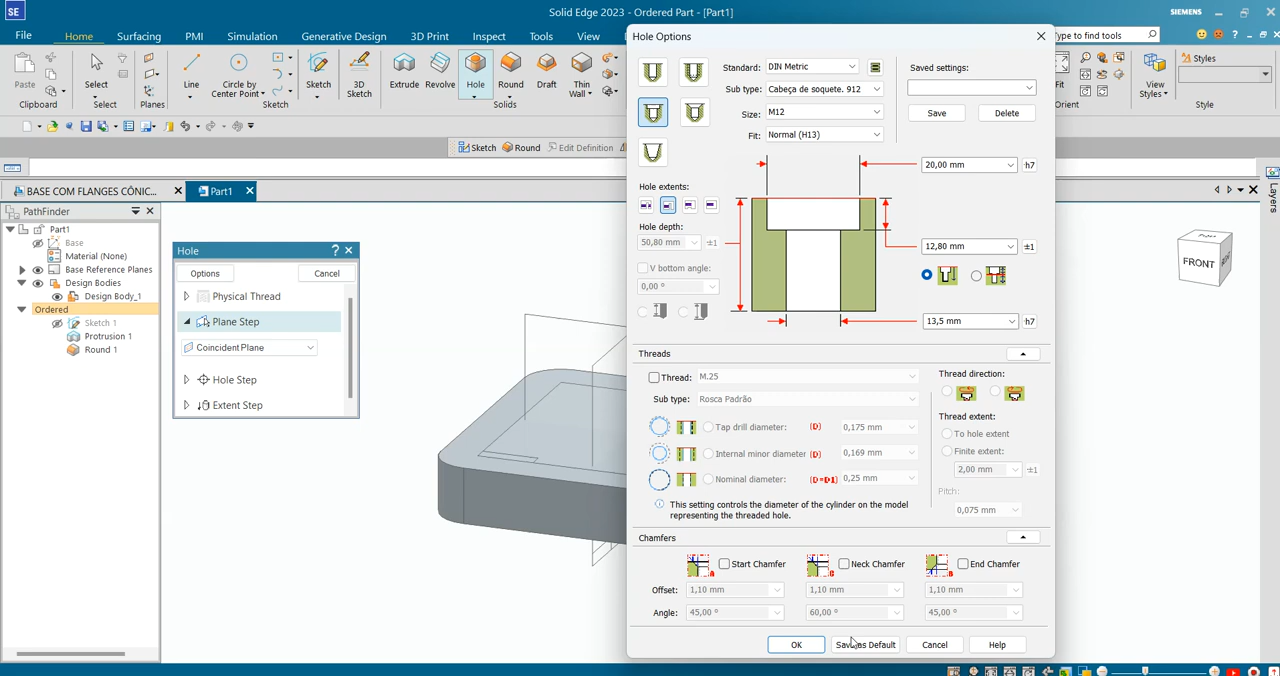 SE
Solid Edge 2023 - Ordered Part - [Part1]
SIEMENS
File
Home
Surfacing
PMI
Simulation
Generative Design
3D Print
Inspect
Tools
View
Type to find tools
Paste
Select
Line
Circle by
Center Point
Sketch
3D
Sketch
Extrude
Revolve
Hole
Round
Draft
Thin
Wall
View
Styles
Styles
Clipboard
Select
Planes
Sketch
Solids
Orient
Style
Sketch
Round
Edit Definition
BASE COM FLANGES CÔNIC...
Part1
PathFinder
Part1
Base
Material (None)
Base Reference Planes
Design Bodies
Design Body_1
Ordered
Sketch 1
Protrusion 1
Round 1
Hole
?
Options
Cancel
Physical Thread
Plane Step
Coincident Plane
Hole Step
Extent Step
FRONT
Layers
Hole Options
Standard:
DIN Metric
Sub type:
Cabeça de soquete. 912
Size:
M12
Fit:
Normal (H13)
Saved settings:
Save
Delete
Hole extents:
Hole depth:
50,80 mm
±1
V bottom angle:
0,00 °
20,00 mm
h7
12,80 mm
±1
13,5 mm
h7
Threads
Thread:
M.25
Sub type:
Rosca Padrão
Tap drill diameter:
(D)
0,175 mm
Internal minor diameter
(D)
0,169 mm
Nominal diameter:
(D=D1)
0,25 mm
This setting controls the diameter of the cylinder on the model
representing the threaded hole.
Thread direction:
Thread extent:
To hole extent
Finite extent:
2,00 mm
±1
Pitch:
0,075 mm
Chamfers
Start Chamfer
Neck Chamfer
End Chamfer
Offset:
1,10 mm
1,10 mm
1,10 mm
Angle:
45,00 °
60,00 °
45,00 °
OK
Save as Default
Cancel
Help